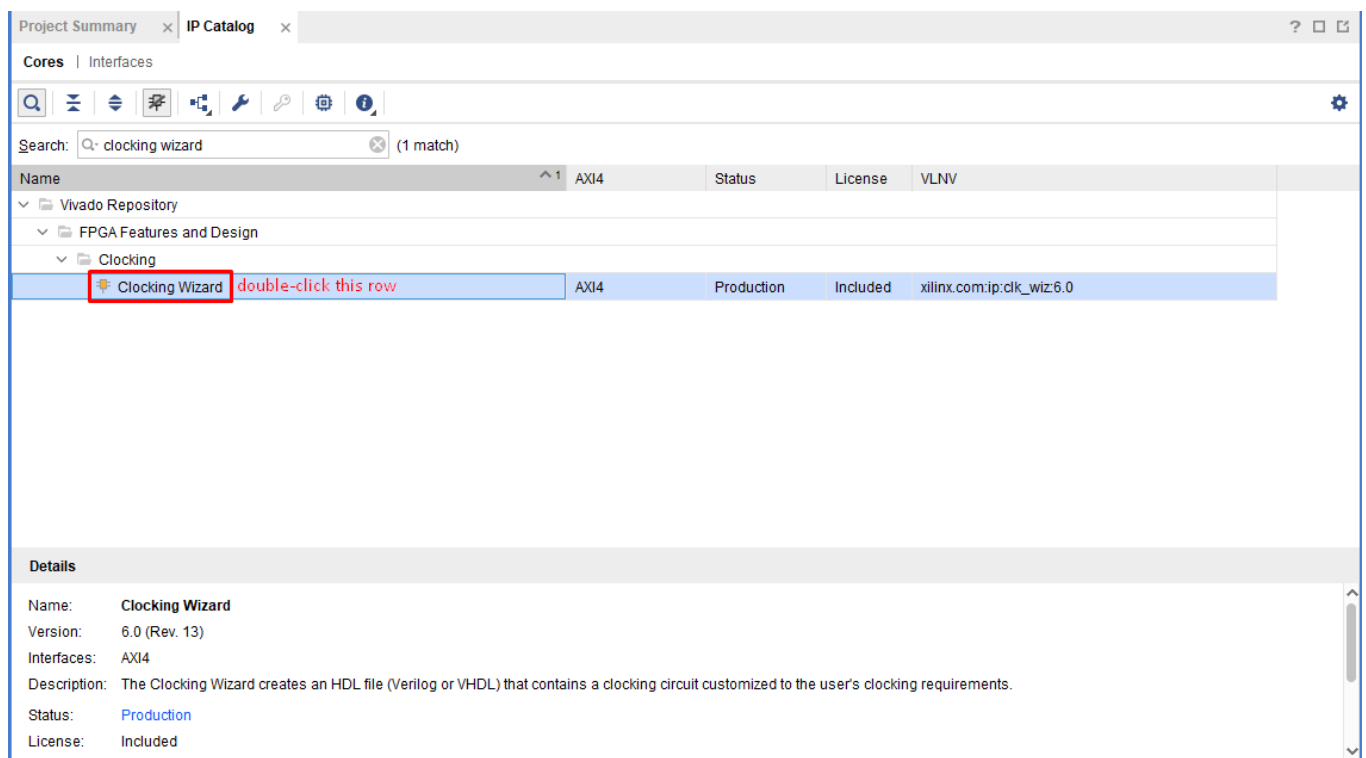 Project Summary × IP Catalog ×
Cores | Interfaces
Search: clocking wizard (1 match)
Name 1 AXI4 Status License VLNV
Vivado Repository
FPGA Features and Design
Clocking
Clocking Wizard double-click this row AXI4 Production Included xilinx.com:ip:clk_wiz:6.0
Details
Name: Clocking Wizard
Version: 6.0 (Rev. 13)
Interfaces: AXI4
Description: The Clocking Wizard creates an HDL file (Verilog or VHDL) that contains a clocking circuit customized to the user's clocking requirements.
Status: Production
License: Included